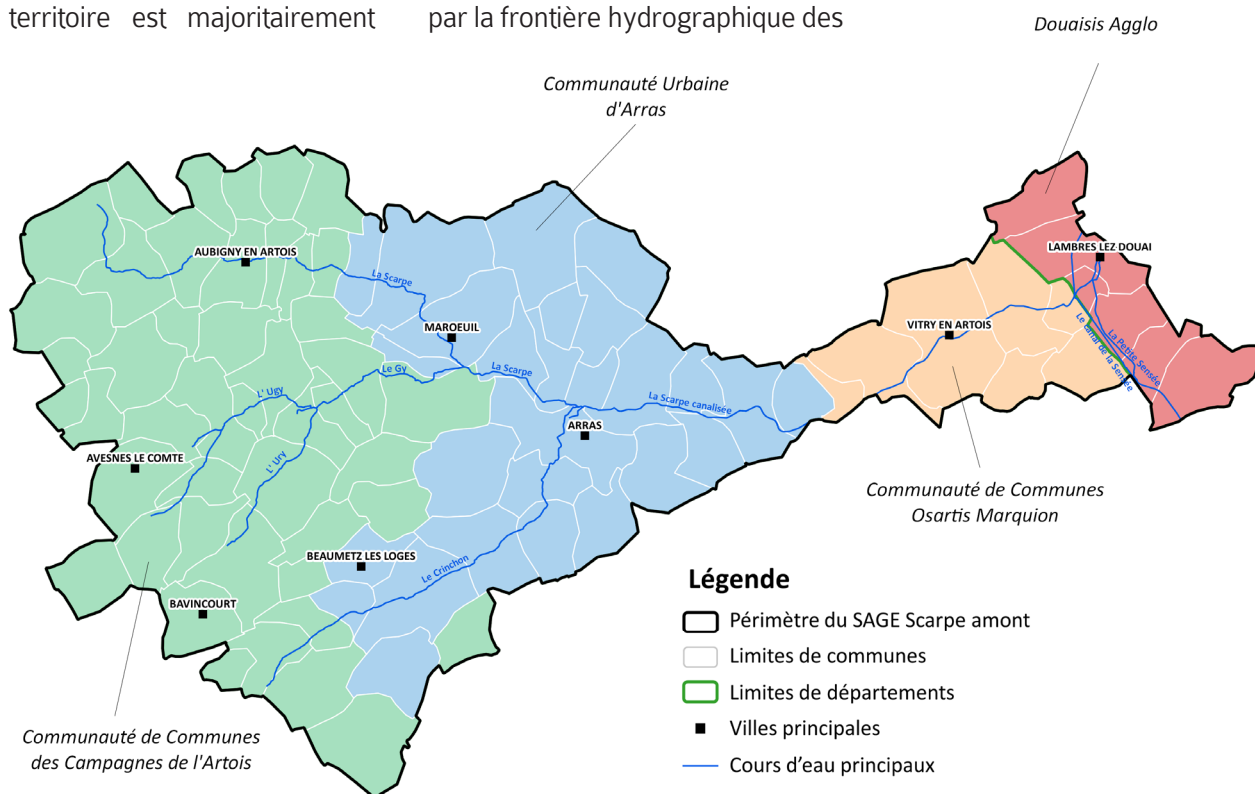 territoire est majoritairement
par la frontière hydrographique des
Douaisis Agglo
Communauté Urbaine
d'Arras
AUBIGNY EN ARTOIS
La Scarpe
MAROEUIL
La Scarpe
Le Gy
L' Ugy
L' Ury
AVESNES LE COMTE
BEAUMETZ LES LOGES
BAVINCOURT
Le Crinchon
ARRAS
La Scarpe canalisée
VITRY EN ARTOIS
LAMBRES LEZ DOUAI
Le Canal de la Sensée
La Petite Sensée
Communauté de Communes
Osartis Marquion
Communauté de Communes
des Campagnes de l'Artois
Légende
Périmètre du SAGE Scarpe amont
Limites de communes
Limites de départements
Villes principales
Cours d’eau principaux